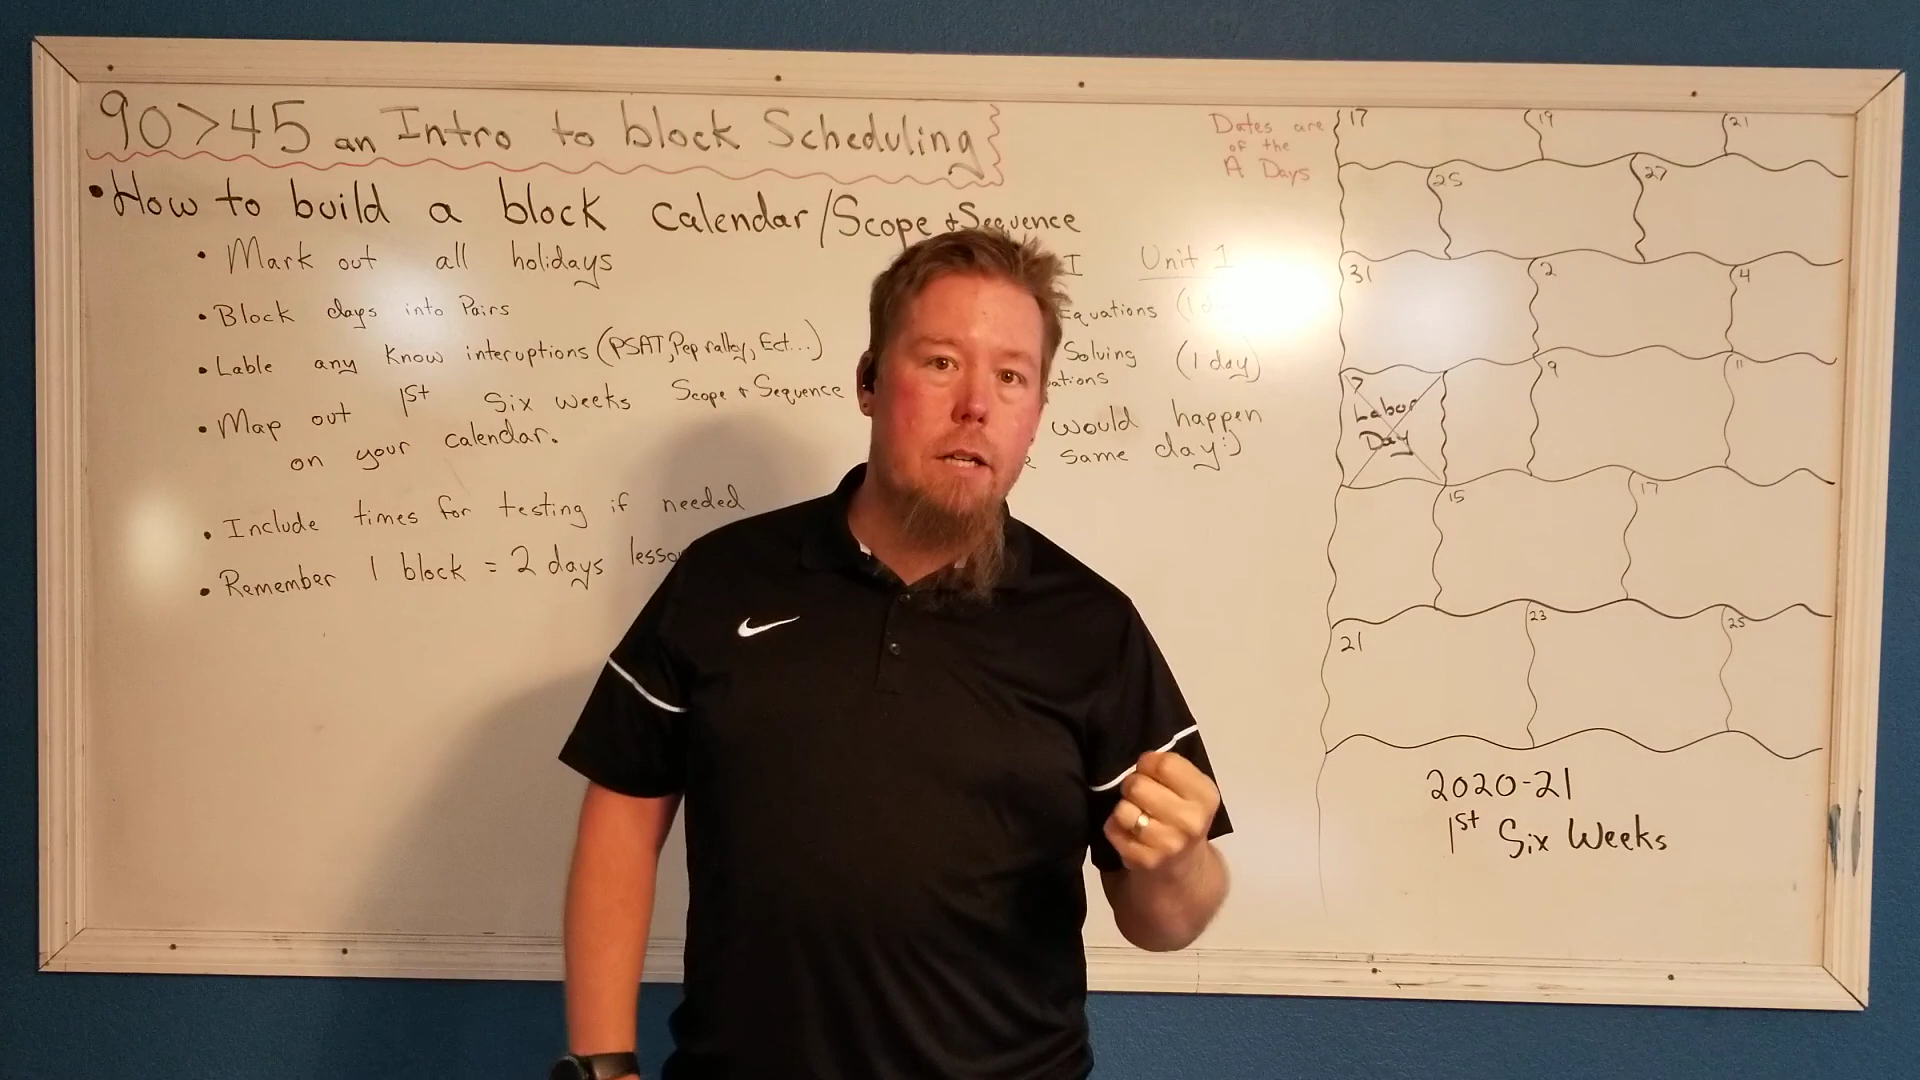 90>45 an Intro to block Scheduling
• How to build a block Calendar/Scope + Sequence
• Mark out all holidays
• Block days into Pairs
• Lable any Know interuptions (PSAT, Pep ralley, Ect...)
• Map out 1st Six weeks Scope + Sequence
on your calendar.
• Include times for testing if needed
• Remember 1 block = 2 days
I Unit 1
Equations
Solving (1 day)
would happen
same day:)
Dates are
of the
A Days
17 19 21
25 27
31 2 4
7 9 11
Labor
Day
15 17
21 23 25
2020-21
1st Six Weeks